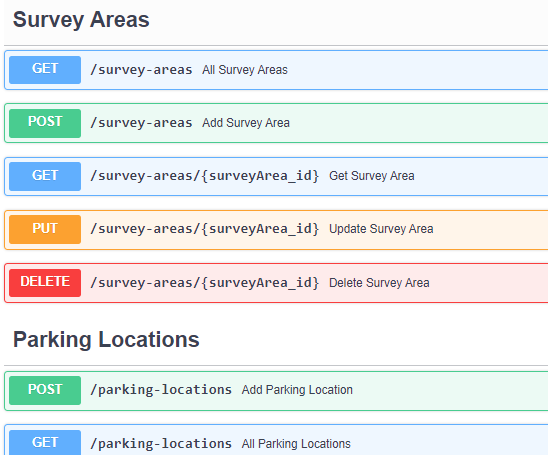 Survey Areas
GET /survey-areas All Survey Areas
POST /survey-areas Add Survey Area
GET /survey-areas/{surveyArea_id} Get Survey Area
PUT /survey-areas/{surveyArea_id} Update Survey Area
DELETE /survey-areas/{surveyArea_id} Delete Survey Area
Parking Locations
POST /parking-locations Add Parking Location
GET /parking-locations All Parking Locations